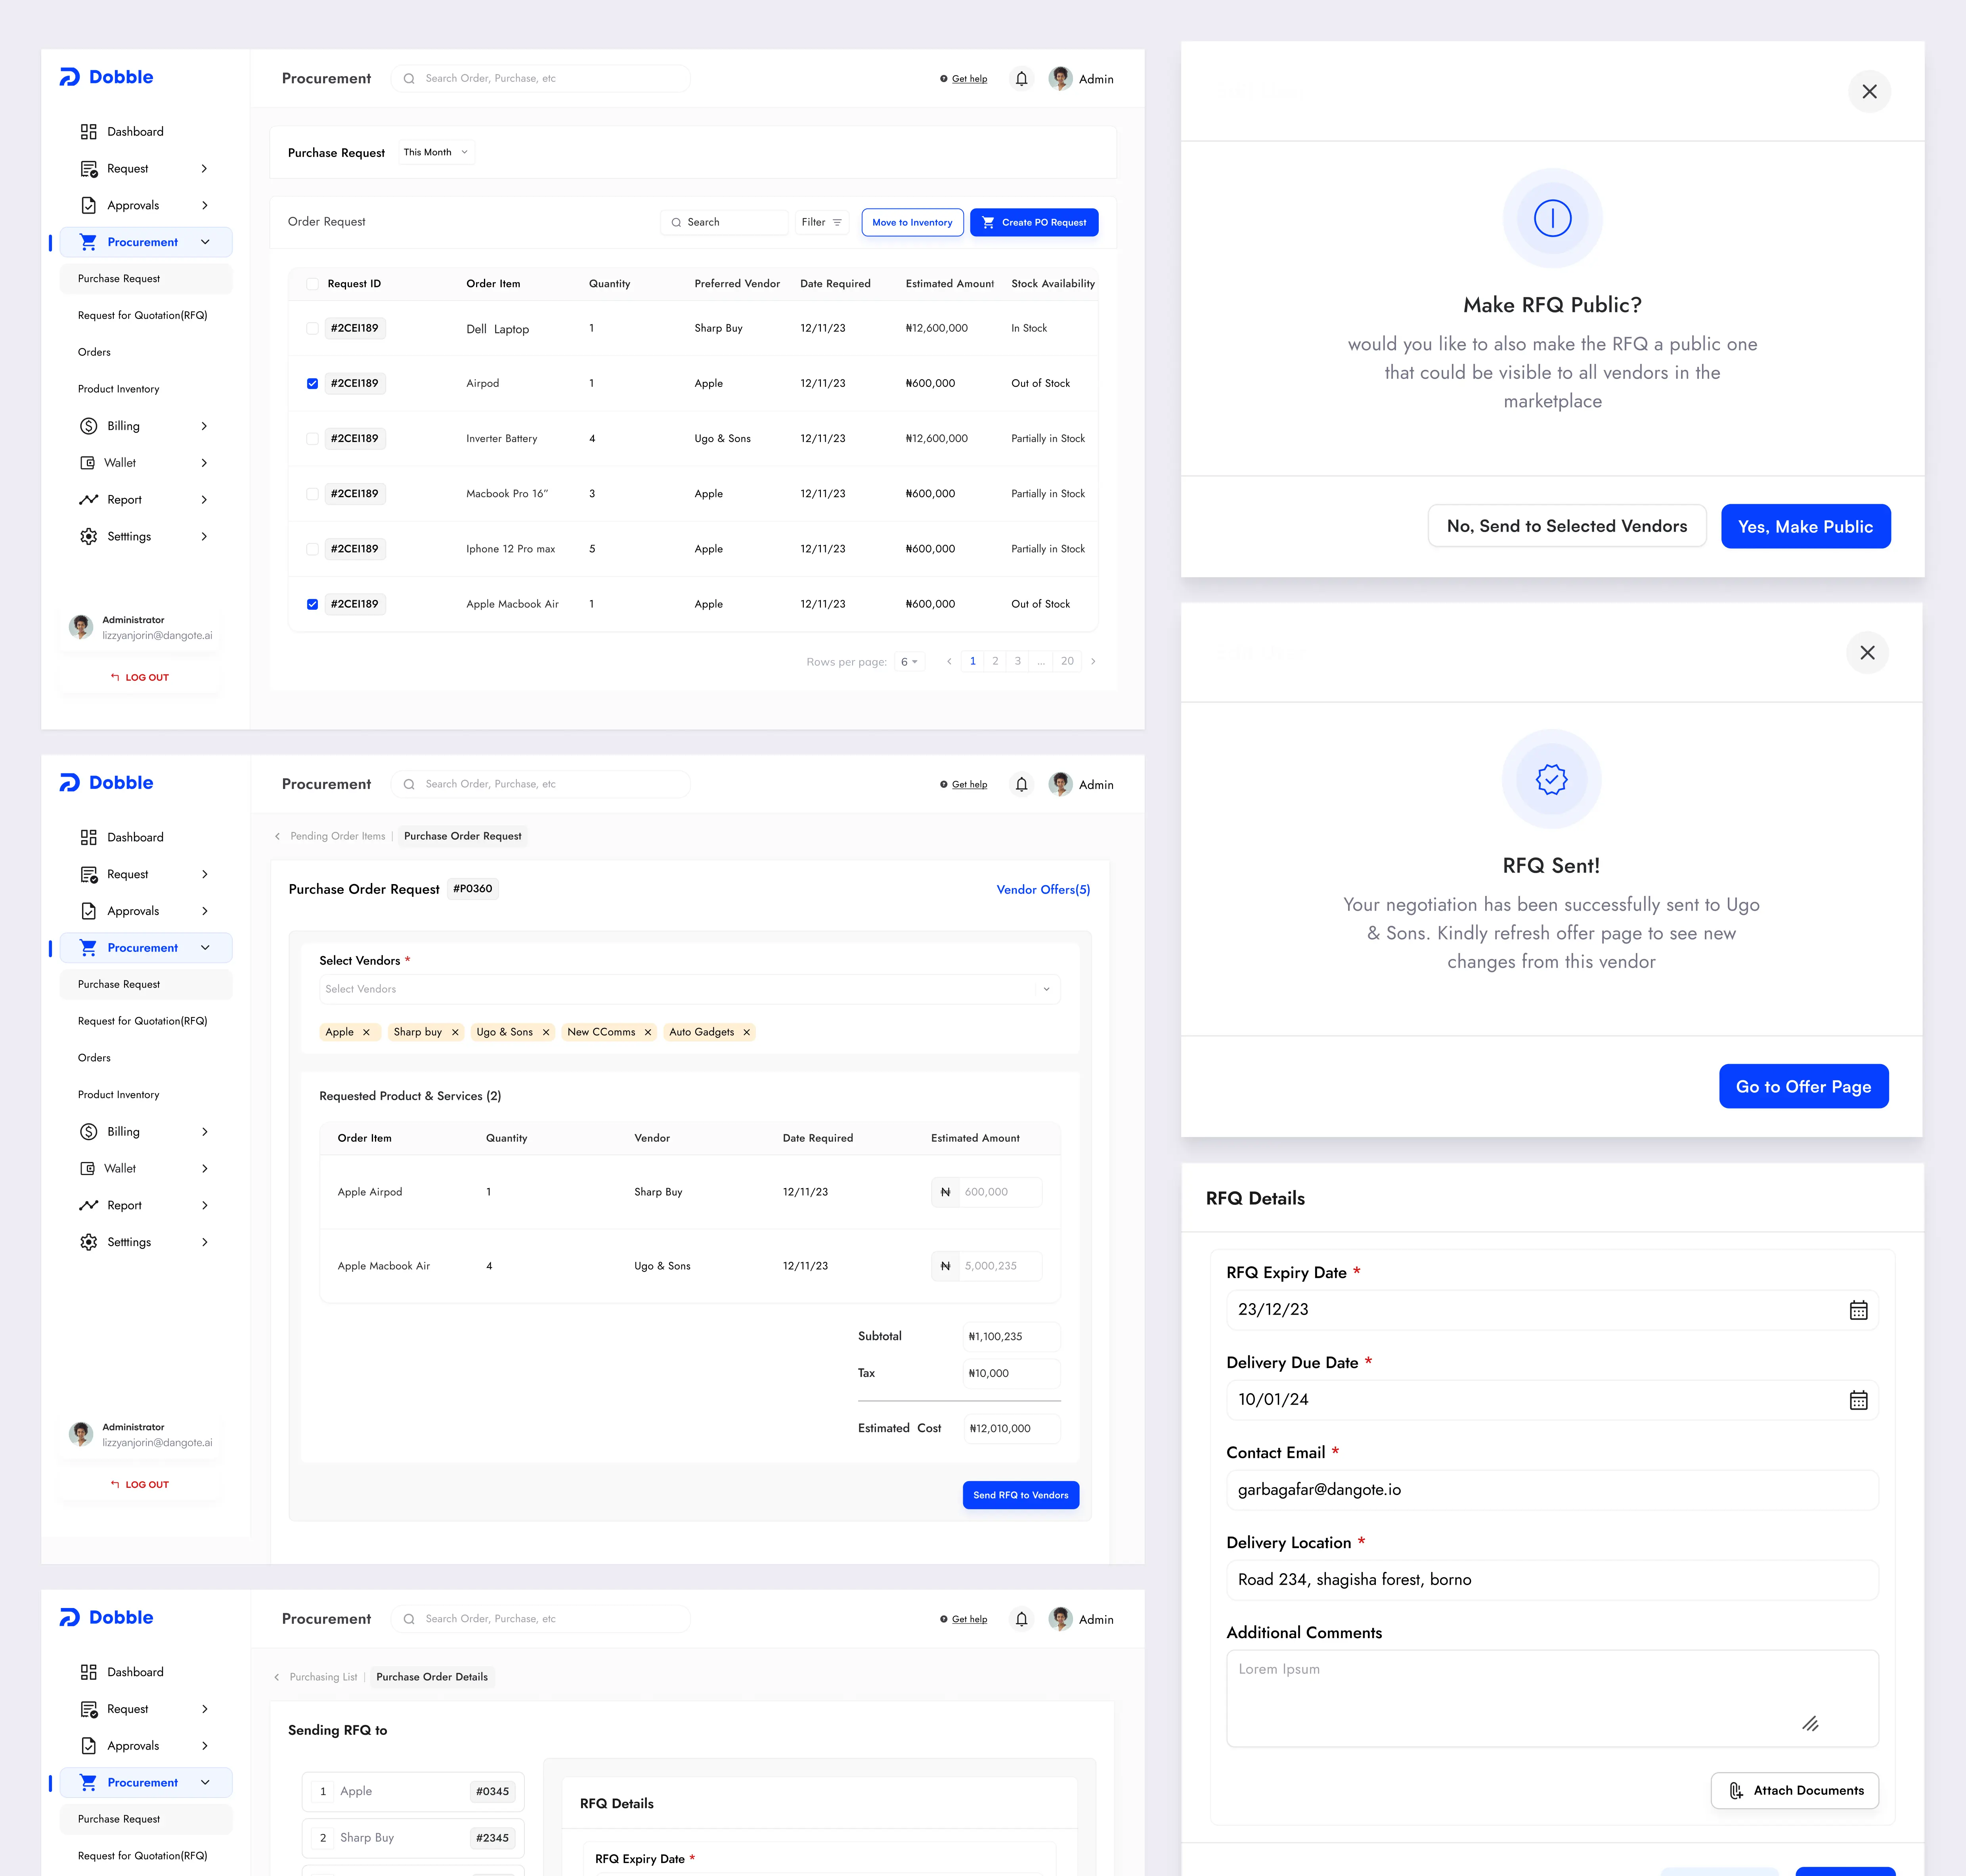 Dobble
Procurement
Search Order, Purchase, etc
Get help
Admin
Dashboard
Request
Approvals
Procurement
Purchase Request
Request for Quotation(RFQ)
Orders
Product Inventory
Billing
Wallet
Report
Setttings
Administrator
lizzyanjorin@dangote.ai
LOG OUT
Purchase Request This Month
Order Request Search Filter Move to Inventory Create PO Request
Request ID Order Item Quantity Preferred Vendor Date Required Estimated Amount Stock Availability
#2CEI189 Dell Laptop 1 Sharp Buy 12/11/23 ₦12,600,000 In Stock
#2CEI189 Airpod 1 Apple 12/11/23 ₦600,000 Out of Stock
#2CEI189 Inverter Battery 4 Ugo & Sons 12/11/23 ₦12,600,000 Partially in Stock
#2CEI189 Macbook Pro 16” 3 Apple 12/11/23 ₦600,000 Partially in Stock
#2CEI189 Iphone 12 Pro max 5 Apple 12/11/23 ₦600,000 Partially in Stock
#2CEI189 Apple Macbook Air 1 Apple 12/11/23 ₦600,000 Out of Stock
Rows per page: 6 1 2 3 ... 20
Dobble
Procurement
Search Order, Purchase, etc
Get help
Admin
Dashboard
Request
Approvals
Procurement
Purchase Request
Request for Quotation(RFQ)
Orders
Product Inventory
Billing
Wallet
Report
Setttings
Administrator
lizzyanjorin@dangote.ai
LOG OUT
Pending Order Items | Purchase Order Request
Purchase Order Request #P0360 Vendor Offers(5)
Select Vendors *
Select Vendors
Apple Sharp buy Ugo & Sons New CComms Auto Gadgets
Requested Product & Services (2)
Order Item Quantity Vendor Date Required Estimated Amount
Apple Airpod 1 Sharp Buy 12/11/23 ₦ 600,000
Apple Macbook Air 4 Ugo & Sons 12/11/23 ₦ 5,000,235
Subtotal ₦1,100,235
Tax ₦10,000
Estimated Cost ₦12,010,000
Send RFQ to Vendors
Dobble
Procurement
Search Order, Purchase, etc
Get help
Admin
Dashboard
Request
Approvals
Procurement
Purchase Request
Request for Quotation(RFQ)
Purchasing List | Purchase Order Details
Sending RFQ to
1 Apple #0345
2 Sharp Buy #2345
RFQ Details
RFQ Expiry Date *
Make RFQ Public?
would you like to also make the RFQ a public one
that could be visible to all vendors in the
marketplace
No, Send to Selected Vendors Yes, Make Public
RFQ Sent!
Your negotiation has been successfully sent to Ugo
& Sons. Kindly refresh offer page to see new
changes from this vendor
Go to Offer Page
RFQ Details
RFQ Expiry Date *
23/12/23
Delivery Due Date *
10/01/24
Contact Email *
garbagafar@dangote.io
Delivery Location *
Road 234, shagisha forest, borno
Additional Comments
Lorem Ipsum
Attach Documents